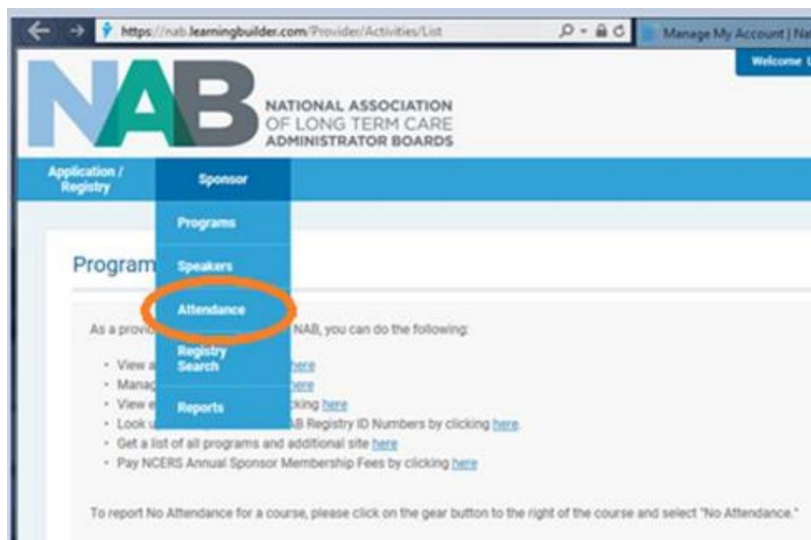 https://nab.learningbuilder.com/Provider/Activities/List
Manage My Account | Na
Welcome U
NAB
NATIONAL ASSOCIATION
OF LONG TERM CARE
ADMINISTRATOR BOARDS
Application /
Registry
Sponsor
Programs
Program
Speakers
Attendance
As a provi
NAB, you can do the following:
Registry
Search
View a
here
Manag
here
View e
king here
Reports
Look u
AB Registry ID Numbers by clicking here.
Get a list of all programs and additional site here
Pay NCERS Annual Sponsor Membership Fees by clicking here
To report No Attendance for a course, please click on the gear button to the right of the course and select "No Attendance."